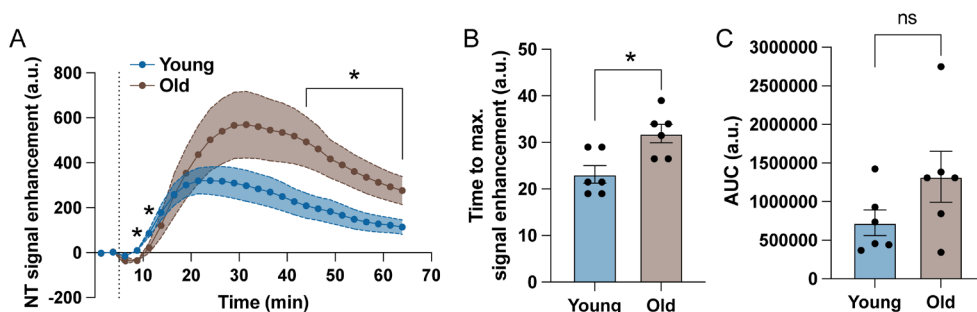 A
NT signal enhancement (a.u.)
800
600
400
200
0
-200
Young
Old
*
*
*
10
20
30
40
50
60
70
Time (min)
B
Time to max.
signal enhancement (a.u.)
50
40
30
20
10
0
*
Young
Old
C
AUC (a.u.)
3000000
2500000
2000000
1500000
1000000
500000
0
ns
Young
Old